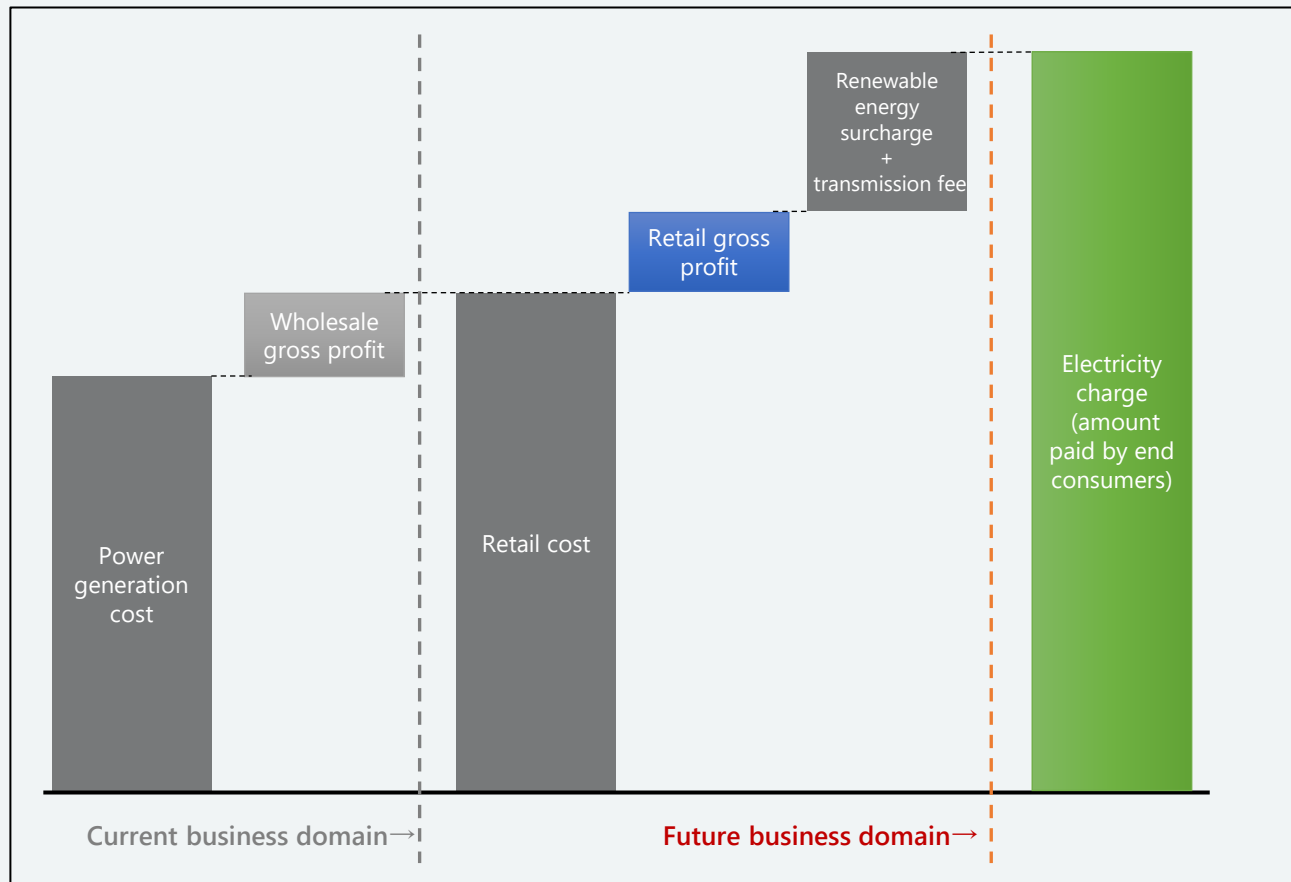 Renewable
energy
surcharge
+
transmission fee
Retail gross
profit
Wholesale
gross profit
Electricity
charge
(amount
paid by end
consumers)
Power
generation
cost
Retail cost
Current business domain→
Future business domain→